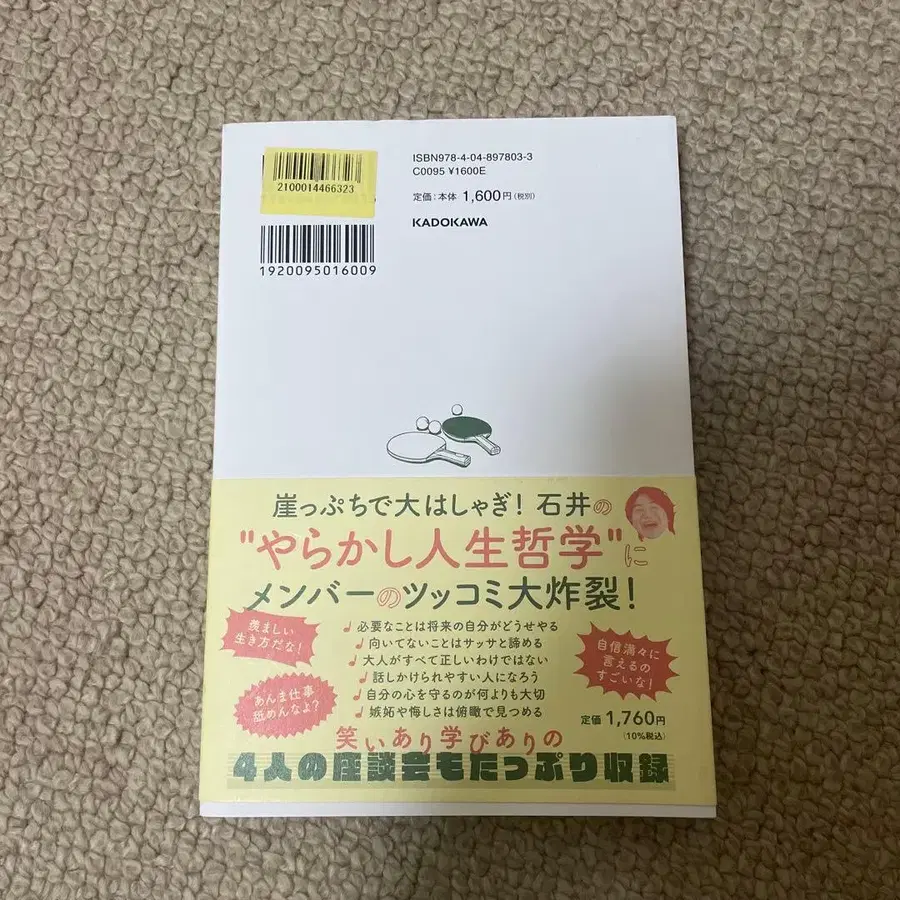 2100014466323
1920095016009
ISBN978-4-04-897803-3
C0095 ¥1600E
定価:本体 1,600円(税別)
KADOKAWA
崖っぷちで大はしゃぎ! 石井の
"やらかし人生哲学"に
メンバーのツッコミ大炸裂!
羨ましい
生き方だな!
あんま仕事
舐めんなよ?
必要なことは将来の自分がどうせやる
向いてないことはサッサと諦める
大人がすべて正しいわけではない
話しかけられやすい人になろう
自分の心を守るのが何よりも大切
嫉妬や悔しさは俯瞰で見つめる
自信満々に
言えるの
すごいな!
定価 1,760円
(10%税込)
笑いあり学びありの
4人の座談会もたっぷり収録